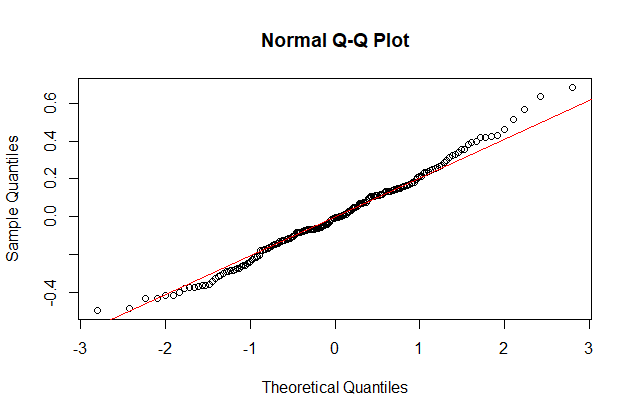 Normal Q-Q Plot
Sample Quantiles
0.6
0.4
0.2
0.0
-0.4
-3 -2 -1 0 1 2 3
Theoretical Quantiles